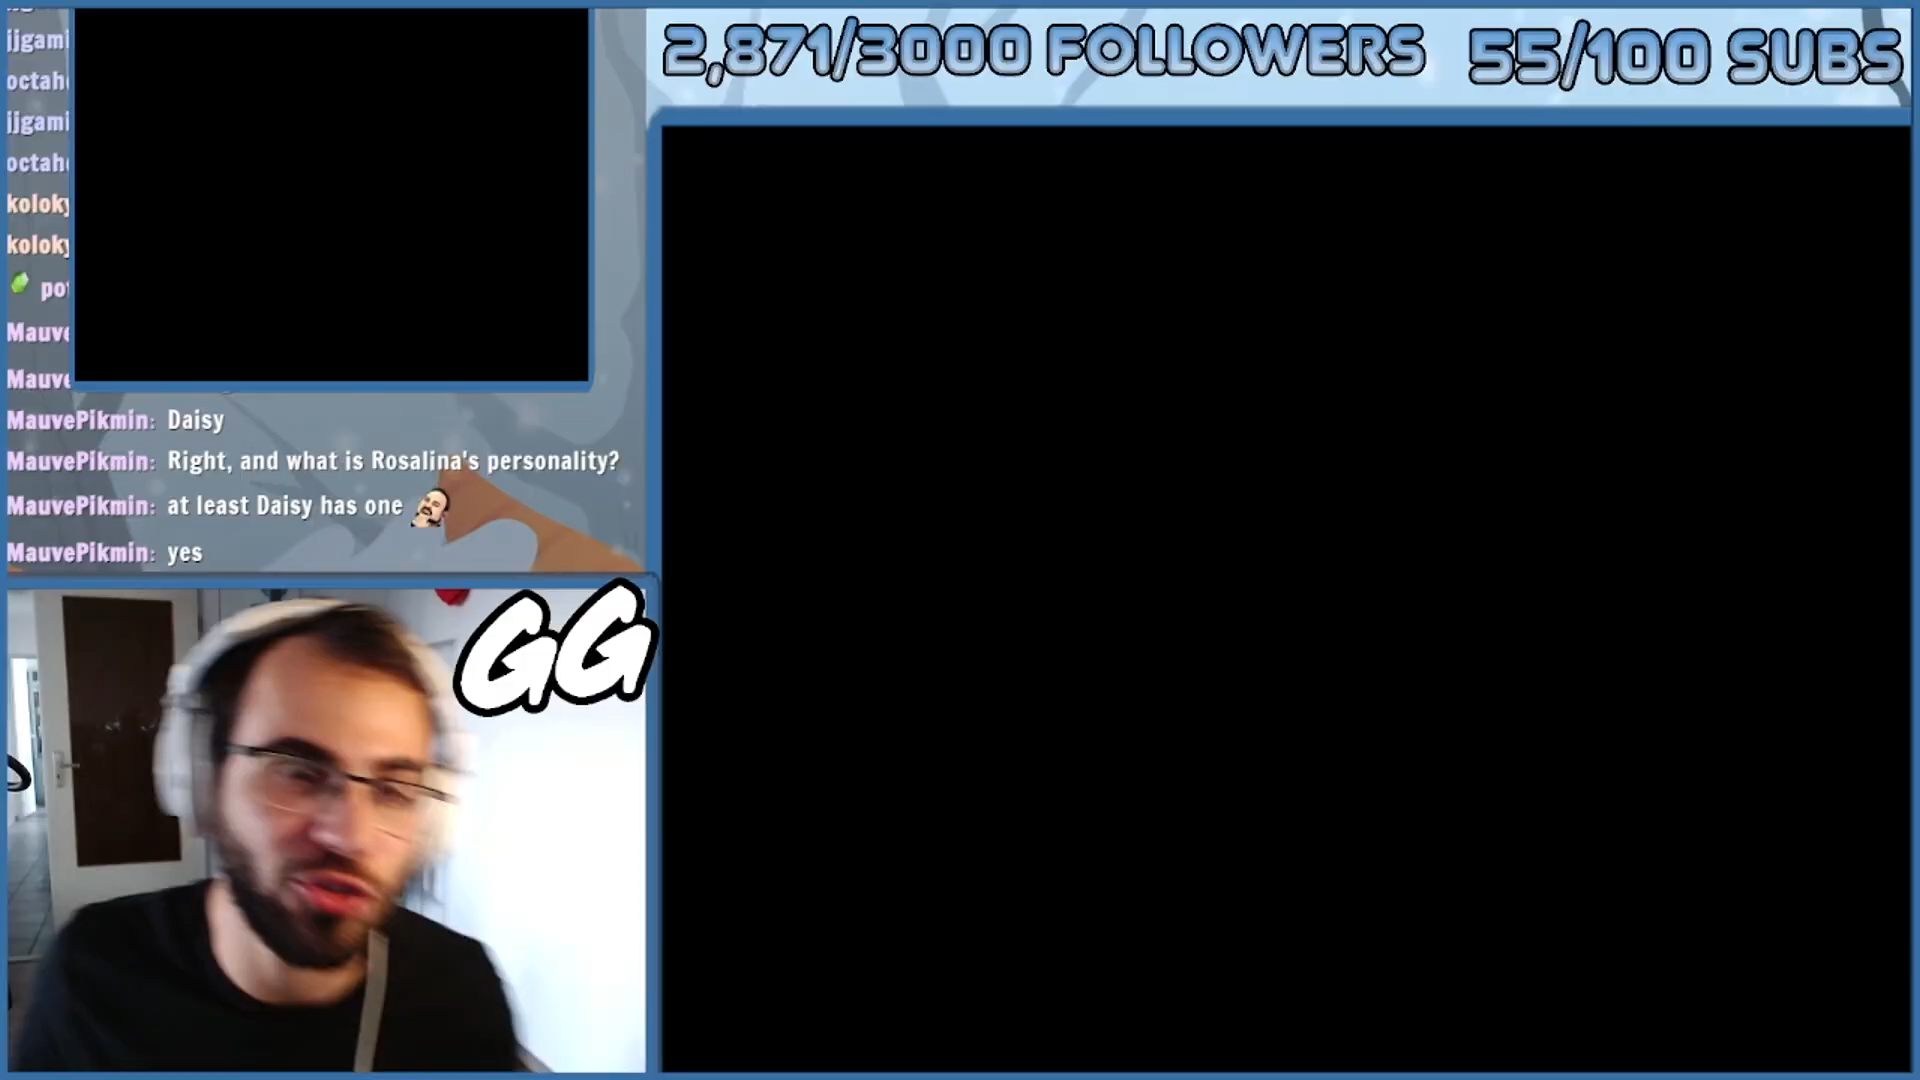 2,871/3000 FOLLOWERS 55/100 SUBS
jjgami
octah
jjgami
octah
koloky
koloky
pot
Mauve
Mauve
MauvePikmin: Daisy
MauvePikmin: Right, and what is Rosalina's personality?
MauvePikmin: at least Daisy has one
MauvePikmin: yes
GG